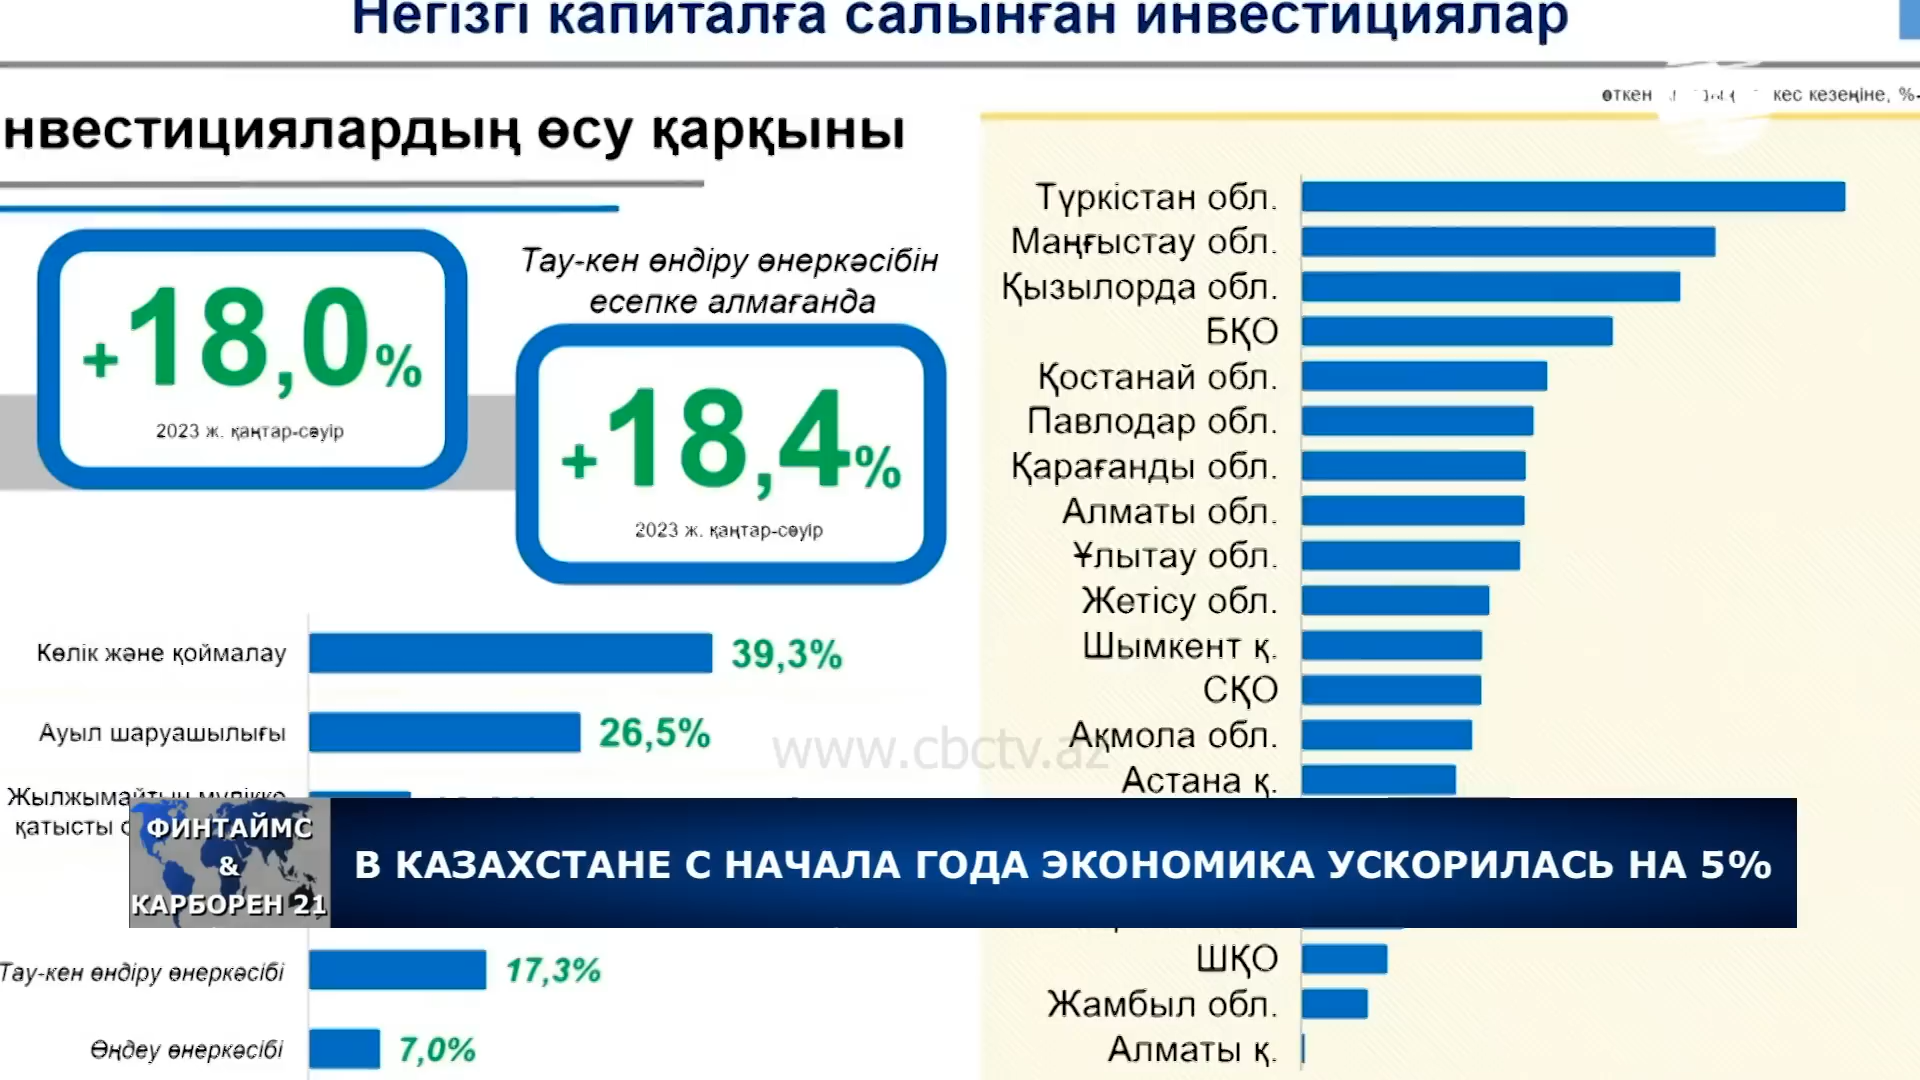 Негізгі капиталға салынған инвестициялар
өткен кес кезеңіне, %
нвестициялардың өсу қарқыны
+18,0%
2023 ж. қаңтар-сәуір
Тау-кен өндіру өнеркәсібін
есепке алмағанда
+18,4%
2023 ж. қаңтар-сәуір
Көлік және қоймалау 39,3%
Ауыл шаруашылығы 26,5%
Жылжымайтын мүлікке
қатысты
Тау-кен өндіру өнеркәсібі 17,3%
Өңдеу өнеркәсібі 7,0%
Түркістан обл.
Маңғыстау обл.
Қызылорда обл.
БҚО
Қостанай обл.
Павлодар обл.
Қарағанды обл.
Алматы обл.
Ұлытау обл.
Жетісу обл.
Шымкент қ.
СҚО
Ақмола обл.
Астана қ.
ШҚО
Жамбыл обл.
Алматы қ.
www.cbctv.az
ФИНТАЙМС
&
КАРБОРЕН 21
В КАЗАХСТАНЕ С НАЧАЛА ГОДА ЭКОНОМИКА УСКОРИЛАСЬ НА 5%